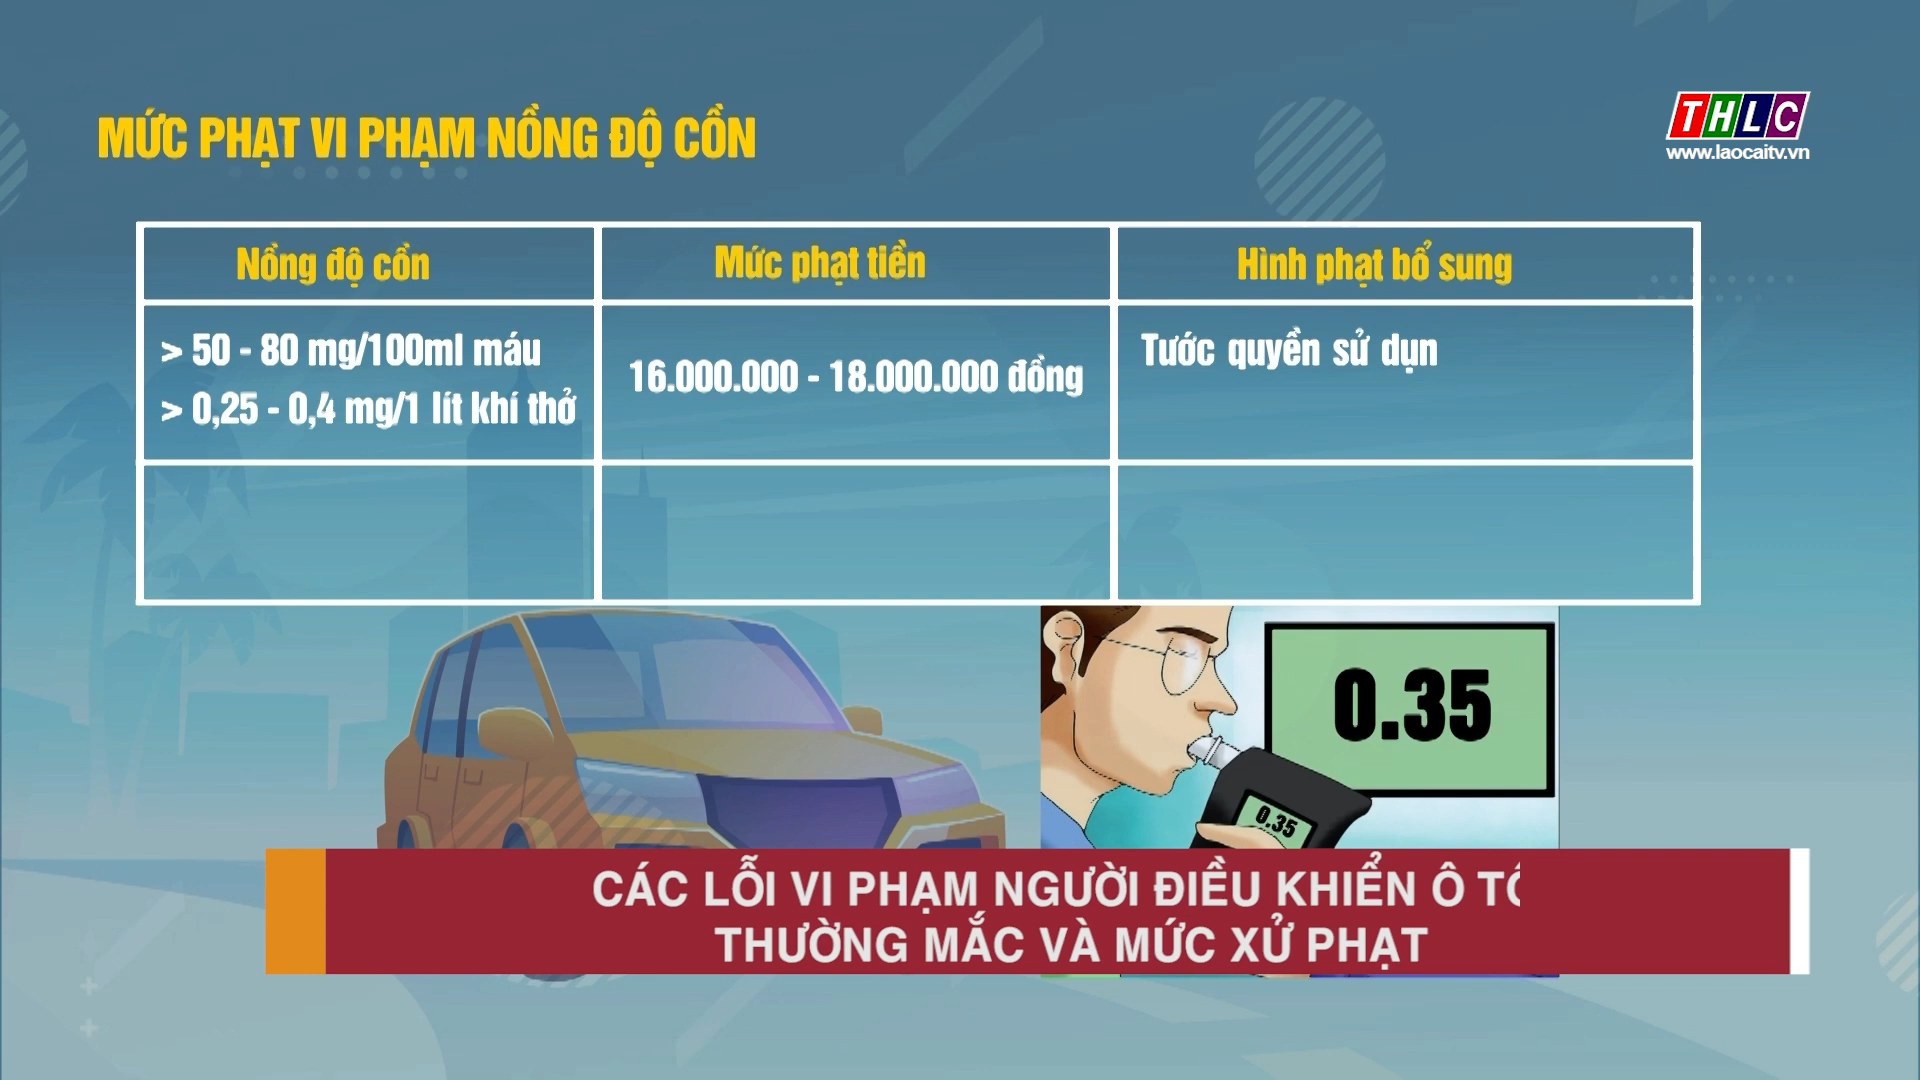 THLC
www.laocaitv.vn
MỨC PHẠT VI PHẠM NỒNG ĐỘ CỒN
Nồng độ cồn
Mức phạt tiền
Hình phạt bổ sung
> 50 - 80 mg/100ml máu
> 0,25 - 0,4 mg/1 lít khí thở
16.000.000 - 18.000.000 đồng
Tước quyền sử dụn
0.35
0.35
CÁC LỖI VI PHẠM NGƯỜI ĐIỀU KHIỂN Ô TÔ
THƯỜNG MẮC VÀ MỨC XỬ PHẠT